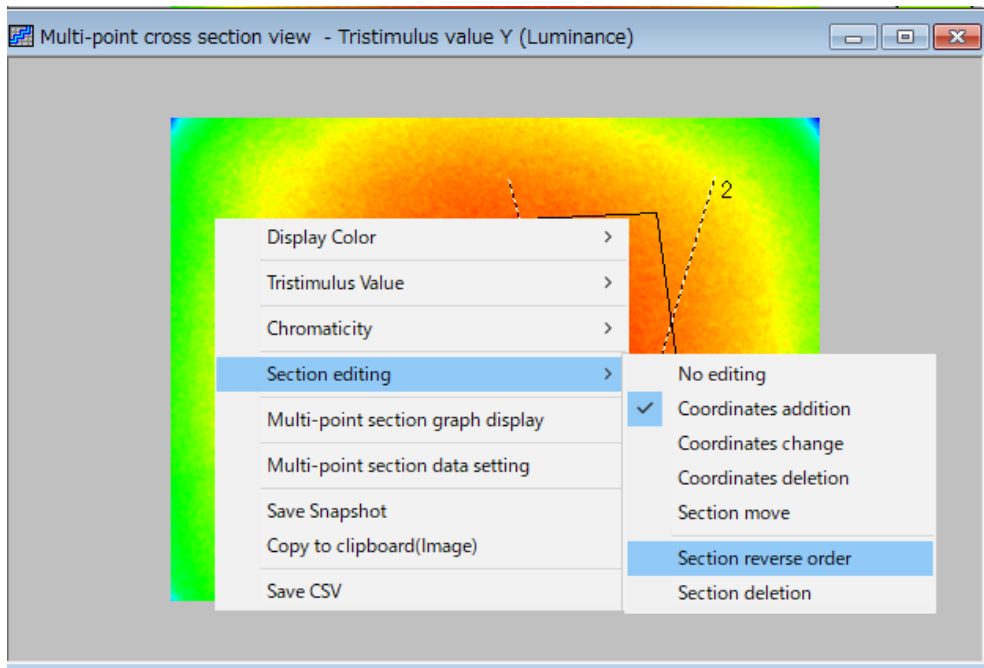 Multi-point cross section view - Tristimulus value Y (Luminance)
2
Display Color
Tristimulus Value
Chromaticity
Section editing
Multi-point section graph display
Multi-point section data setting
Save Snapshot
Copy to clipboard(Image)
Save CSV
No editing
Coordinates addition
Coordinates change
Coordinates deletion
Section move
Section reverse order
Section deletion